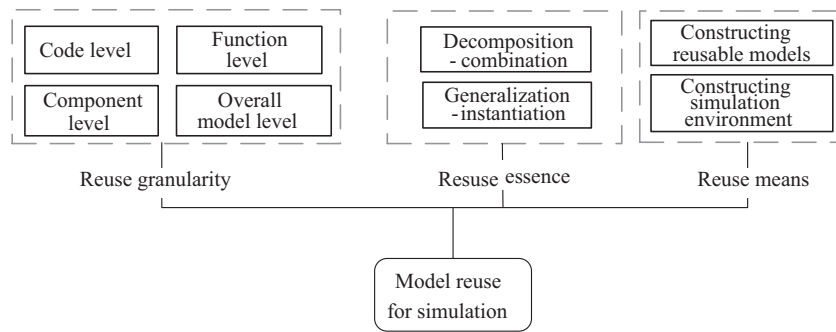 Code level
Function
level
Component
level
Overall
model level
Decomposition
- combination
Generalization
-instantiation
Constructing
reusable models
Constructing
simulation
environment
Reuse granularity
Resuse essence
Reuse means
Model reuse
for simulation